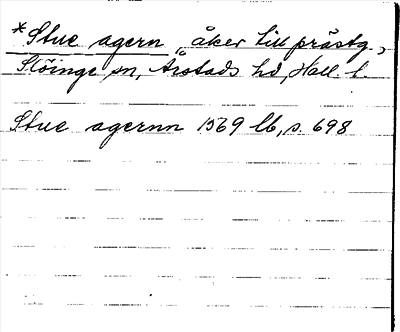 *Stue agern, "åker till prästg.,
Slöinge sn, Årstads hd, Hall. l.
Stue agernn 1569 lb, s. 698